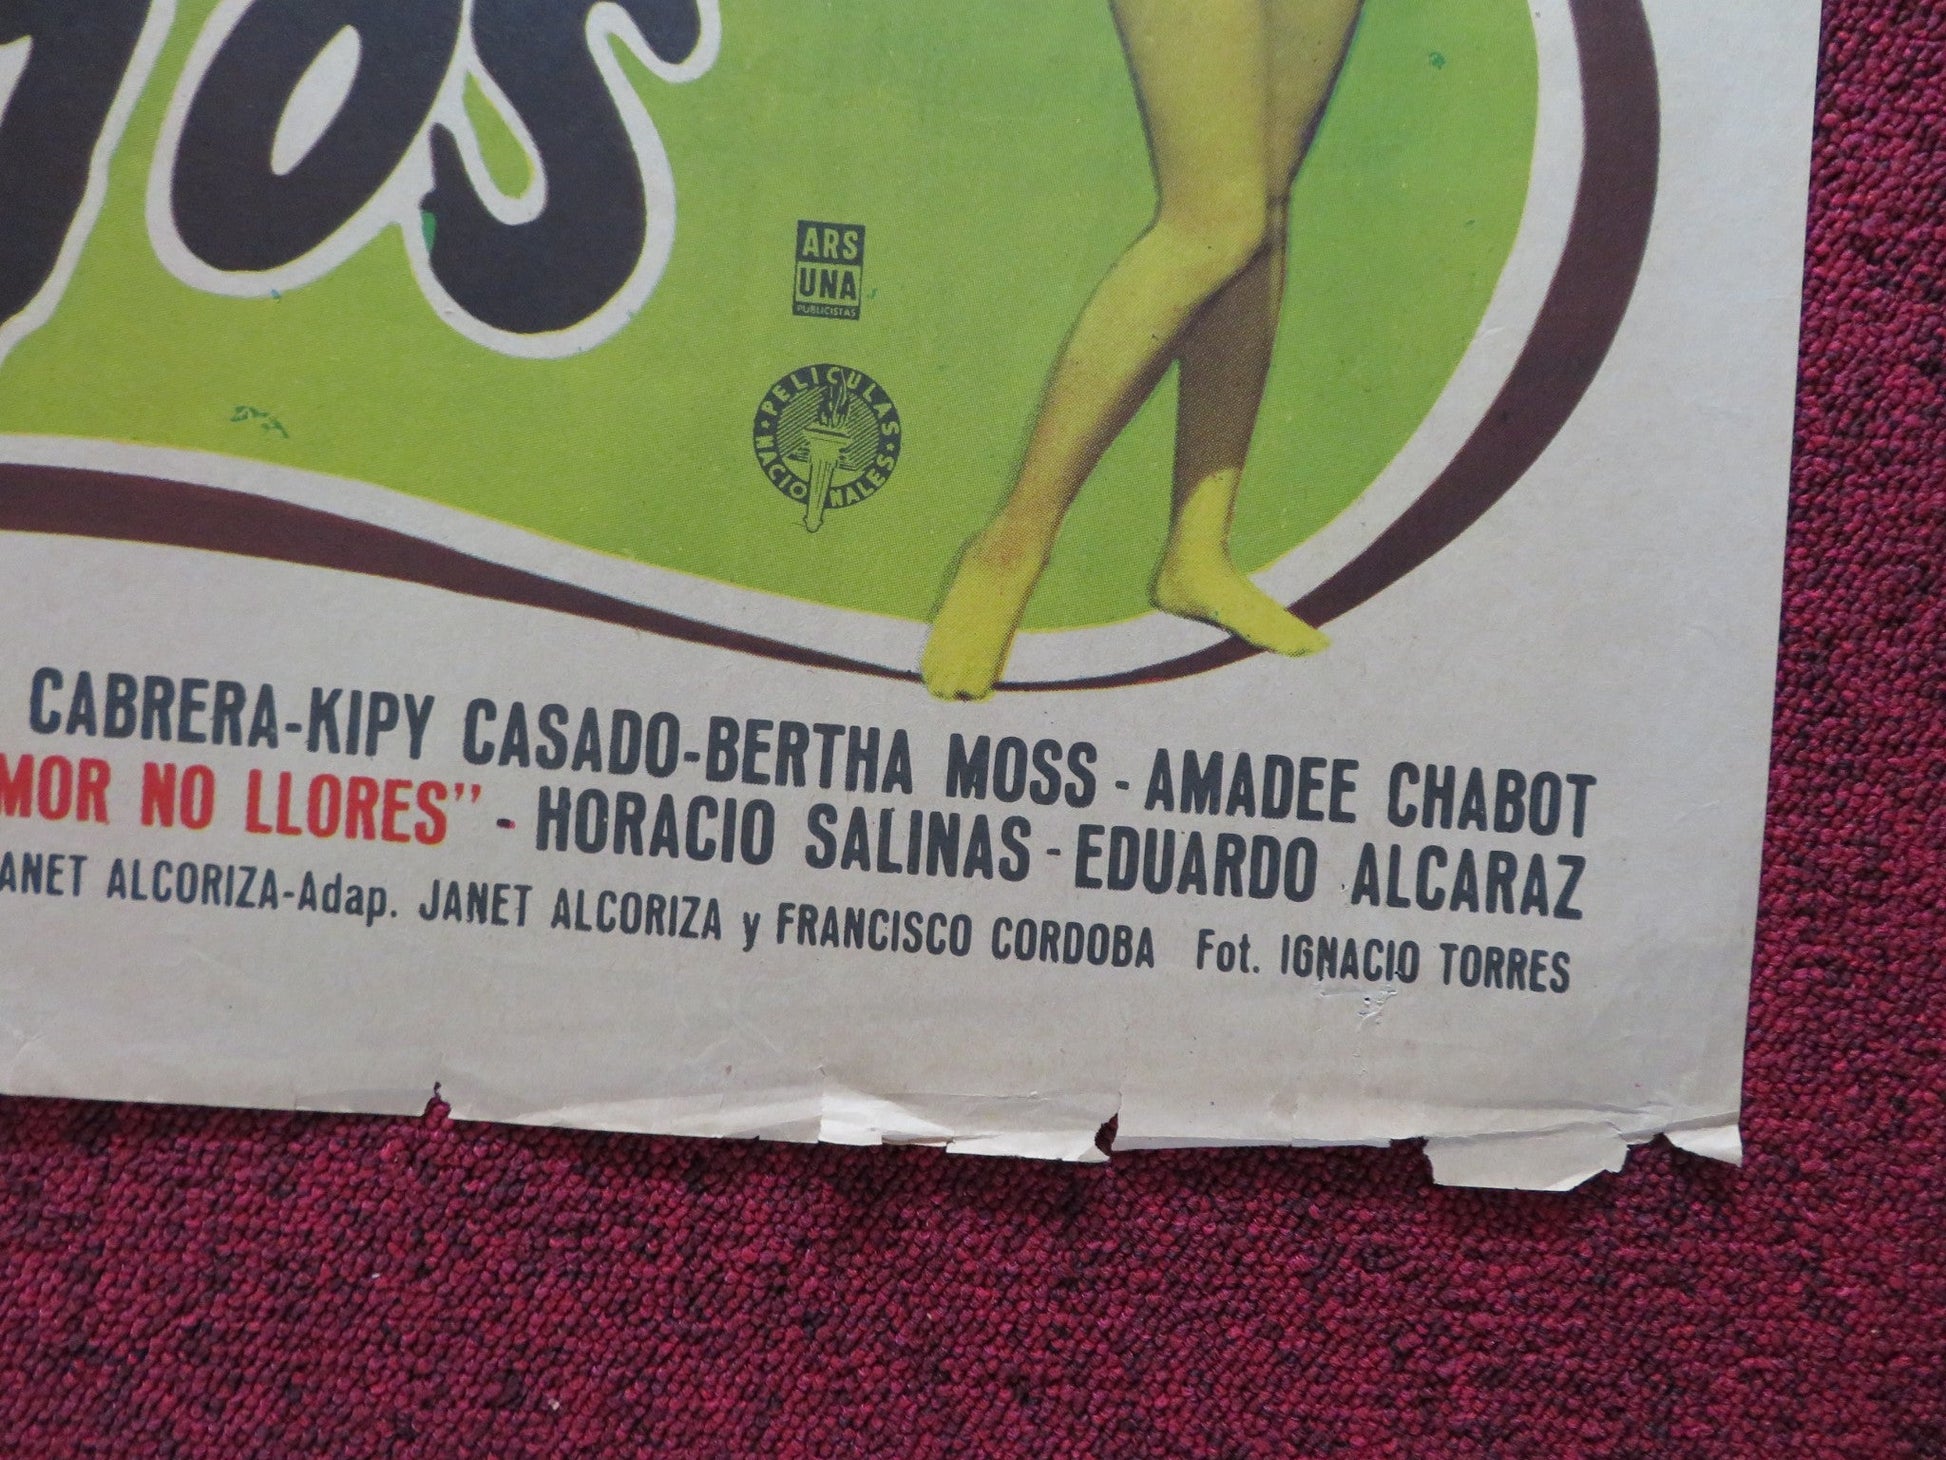 os
ARS
UNA
PUBLICISTAS
PELICULAS
NACIONALES
CABRERA-KIPY CASADO-BERTHA MOSS - AMADEE CHABOT
MOR NO LLORES" - HORACIO SALINAS - EDUARDO ALCARAZ
ANET ALCORIZA-Adap. JANET ALCORIZA y FRANCISCO CORDOBA Fot. IGNACIO TORRES